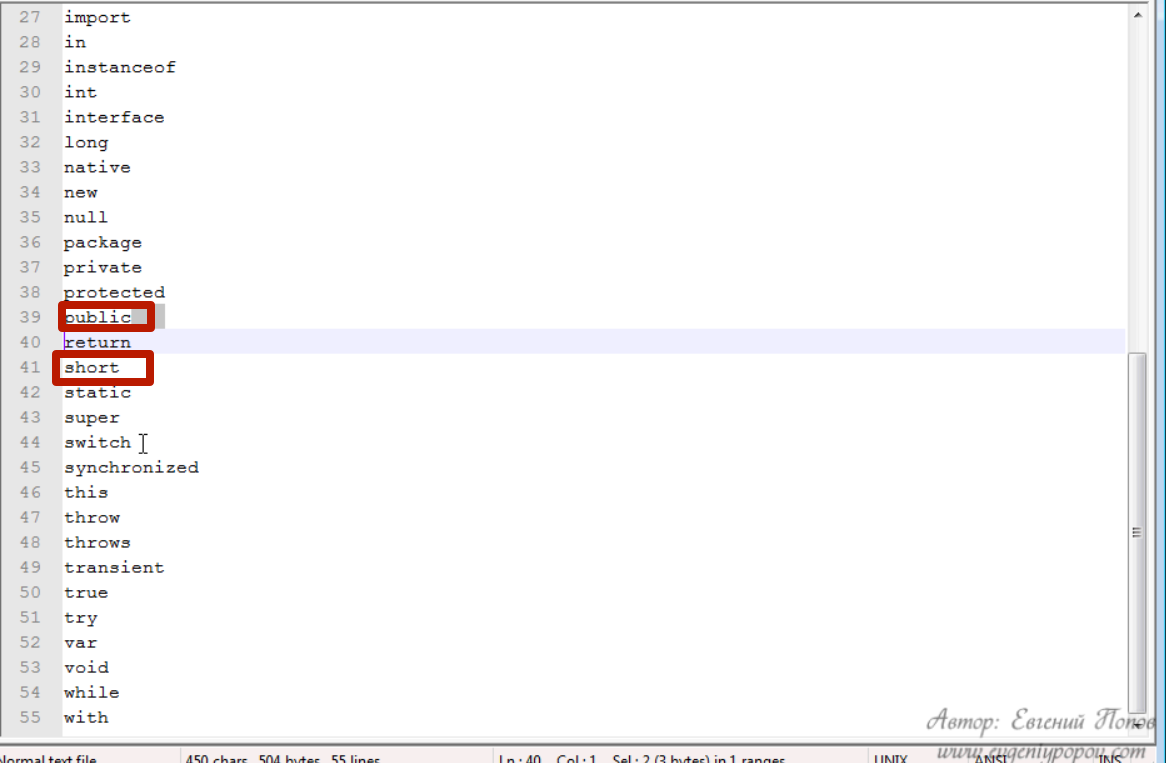 27 import
28 in
29 instanceof
30 int
31 interface
32 long
33 native
34 new
35 null
36 package
37 private
38 protected
39 public
40 return
41 short
42 static
43 super
44 switch
45 synchronized
46 this
47 throw
48 throws
49 transient
50 true
51 try
52 var
53 void
54 while
55 with
Автор: Евгений Попов
www.evgeniypopov.com
Normal text file 450 chars 504 bytes 55 lines Ln : 40 Col : 1 Sel : 2 (3 bytes) in 1 ranges UNIX ANSI INS